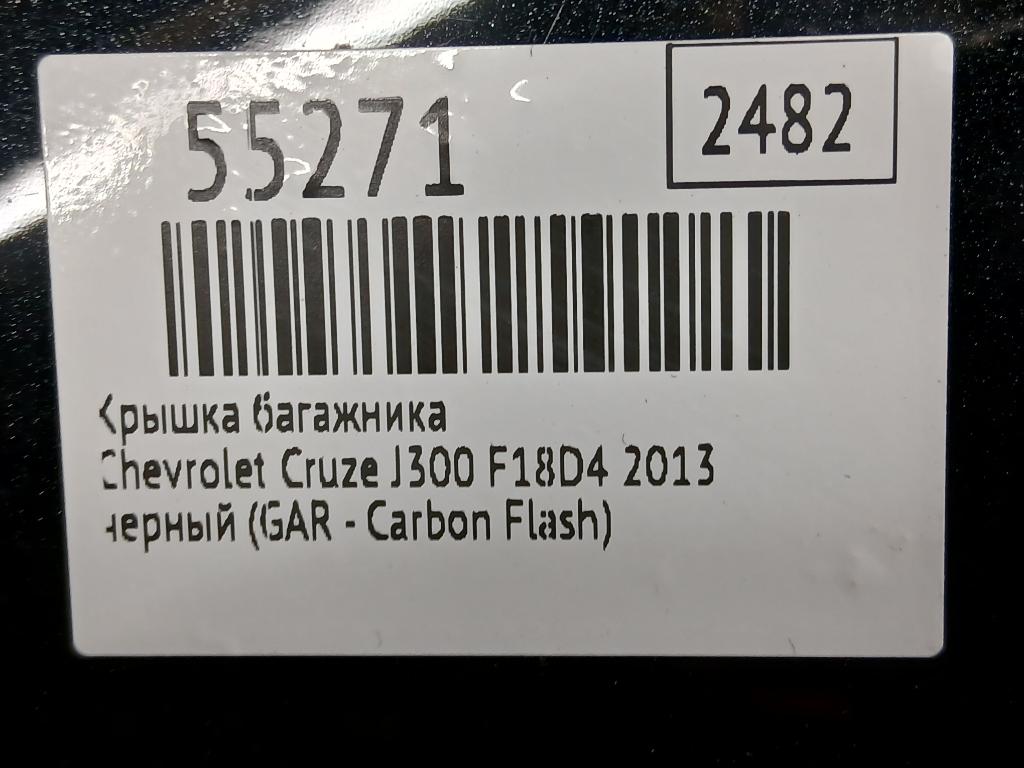 55271
2482
Крышка багажника
Chevrolet Cruze J300 F18D4 2013
черный (GAR - Carbon Flash)